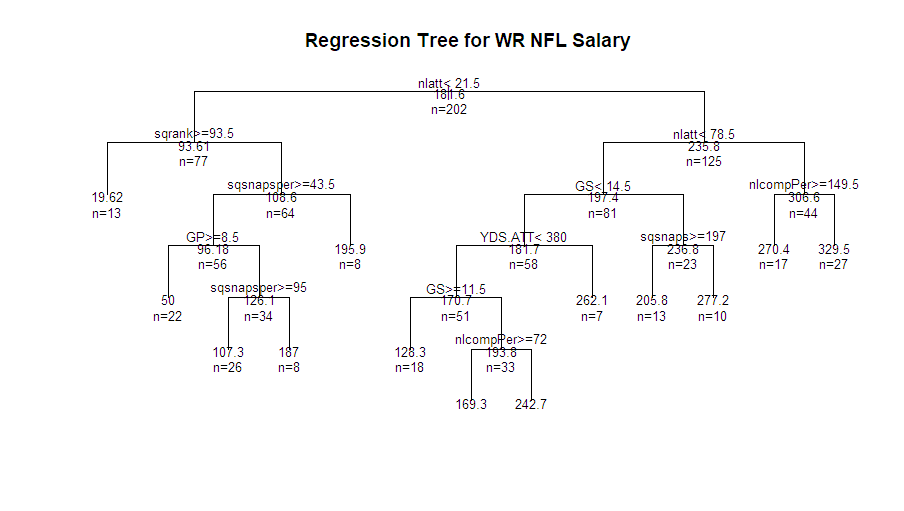 Regression Tree for WR NFL Salary
nlatt< 21.5
181.6
n=202
sqrank>=93.5
93.61
n=77
nlatt< 78.5
235.8
n=125
19.62
n=13
sqsnapsper>=43.5
108.6
n=64
GS< 14.5
197.4
n=81
nlcompPer>=149.5
306.6
n=44
GP>=8.5
96.18
n=56
195.9
n=8
YDS.ATT< 380
181.7
n=58
sqsnaps>=197
236.8
n=23
270.4
n=17
329.5
n=27
50
n=22
sqsnapsper>=95
126.1
n=34
GS>=11.5
170.7
n=51
262.1
n=7
205.8
n=13
277.2
n=10
107.3
n=26
187
n=8
128.3
n=18
nlcompPer>=72
193.8
n=33
169.3
242.7